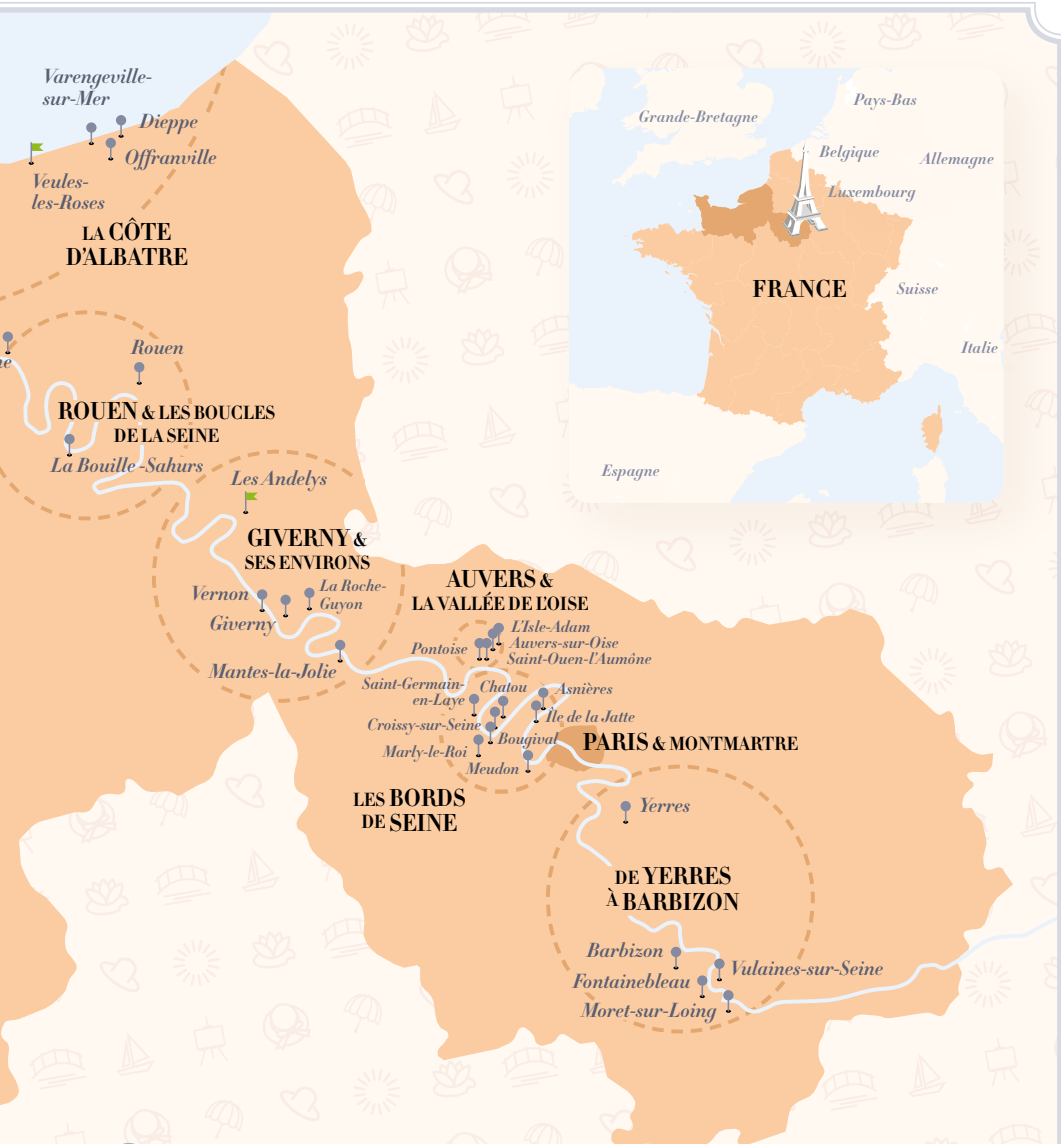 Varengeville-
sur-Mer
Dieppe
Offranville
Veules-
les-Roses
LA CÔTE
D'ALBATRE
Rouen
ROUEN & LES BOUCLES
DE LA SEINE
La Bouille -Sahurs
Les Andelys
GIVERNY &
SES ENVIRONS
Vernon
La Roche-
Guyon
Giverny
Mantes-la-Jolie
AUVERS &
LA VALLÉE DE L'OISE
L'Isle-Adam
Pontoise
Auvers-sur-Oise
Saint-Ouen-l'Aumône
Saint-Germain-
en-Laye
Chatou
Asnières
Île de la Jatte
Croissy-sur-Seine
Bougival
Marly-le-Roi
Meudon
PARIS & MONTMARTRE
LES BORDS
DE SEINE
Yerres
DE YERRES
À BARBIZON
Barbizon
Vulaines-sur-Seine
Fontainebleau
Moret-sur-Loing
Grande-Bretagne
Pays-Bas
Belgique
Allemagne
Luxembourg
FRANCE
Suisse
Italie
Espagne